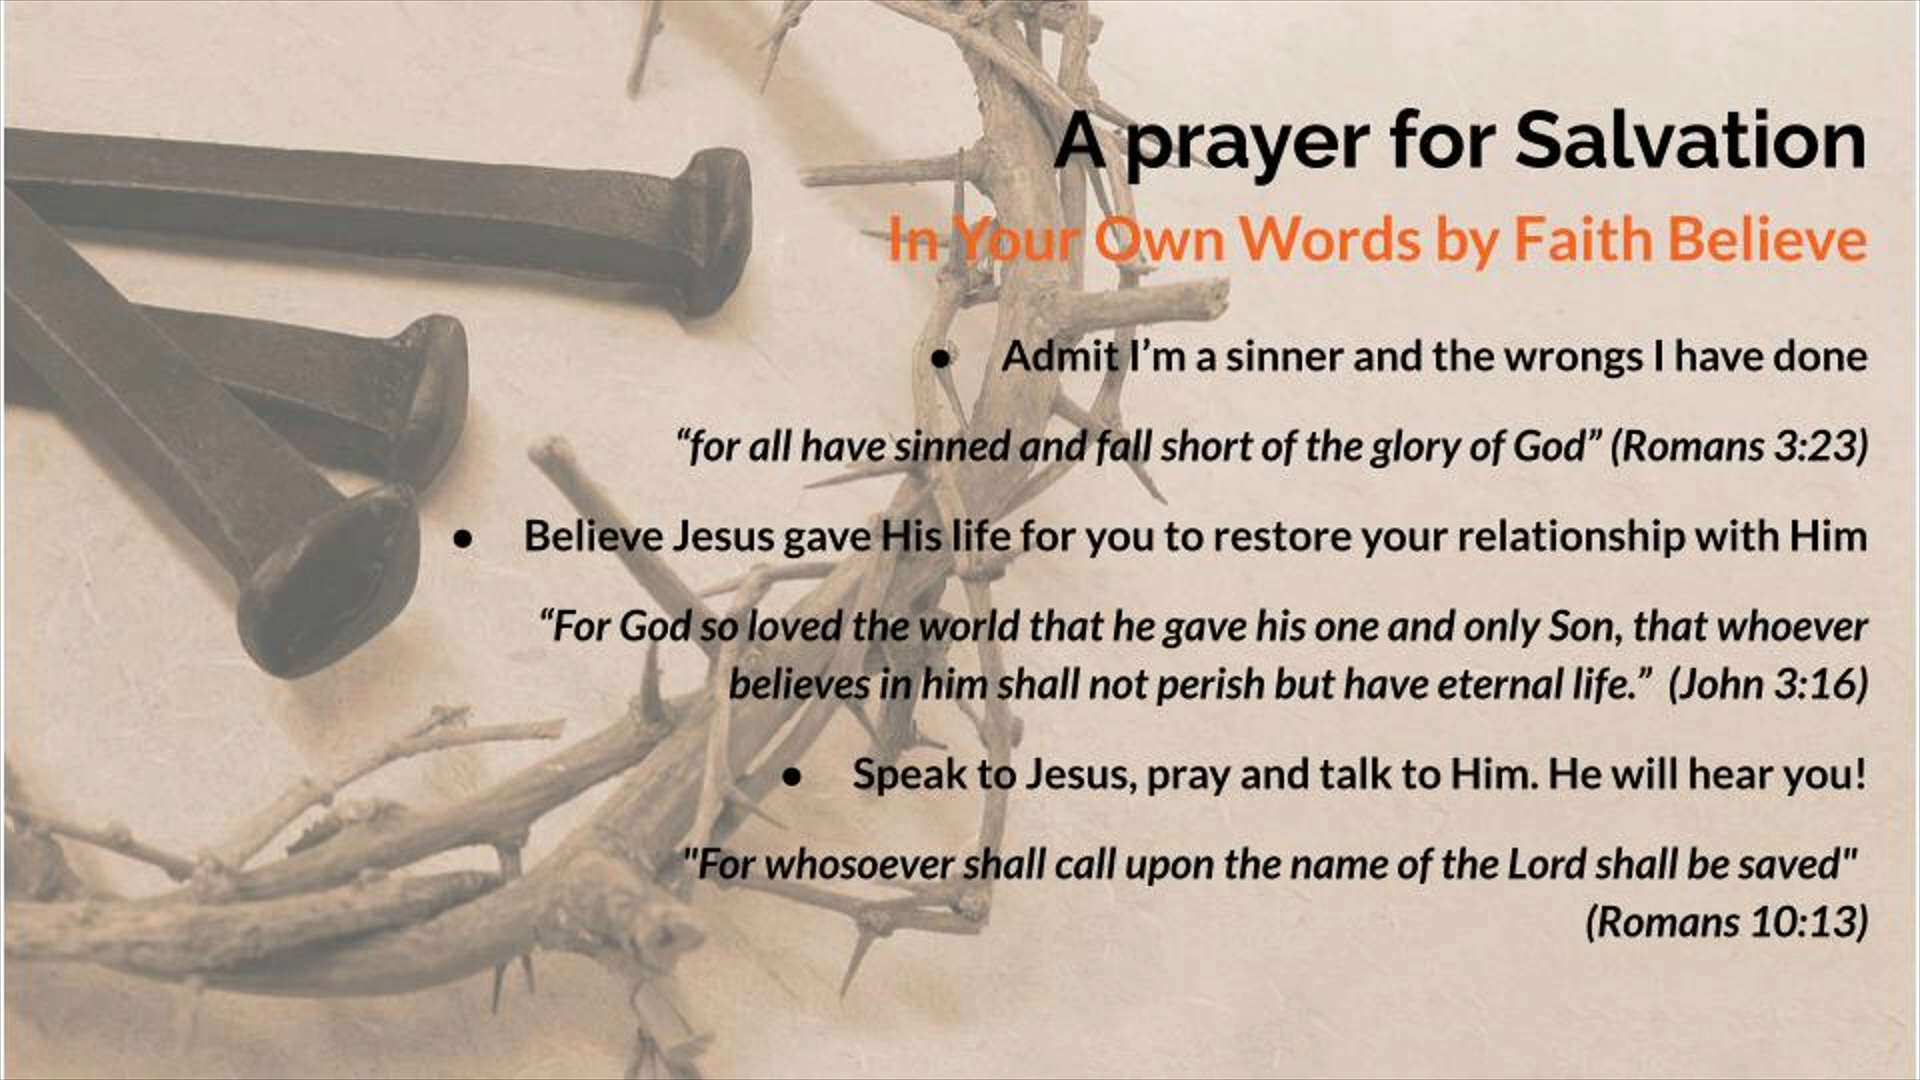 A prayer for Salvation
In Your Own Words by Faith Believe
● Admit I’m a sinner and the wrongs I have done
“for all have sinned and fall short of the glory of God” (Romans 3:23)
● Believe Jesus gave His life for you to restore your relationship with Him
“For God so loved the world that he gave his one and only Son, that whoever
believes in him shall not perish but have eternal life.” (John 3:16)
● Speak to Jesus, pray and talk to Him. He will hear you!
"For whosoever shall call upon the name of the Lord shall be saved"
(Romans 10:13)